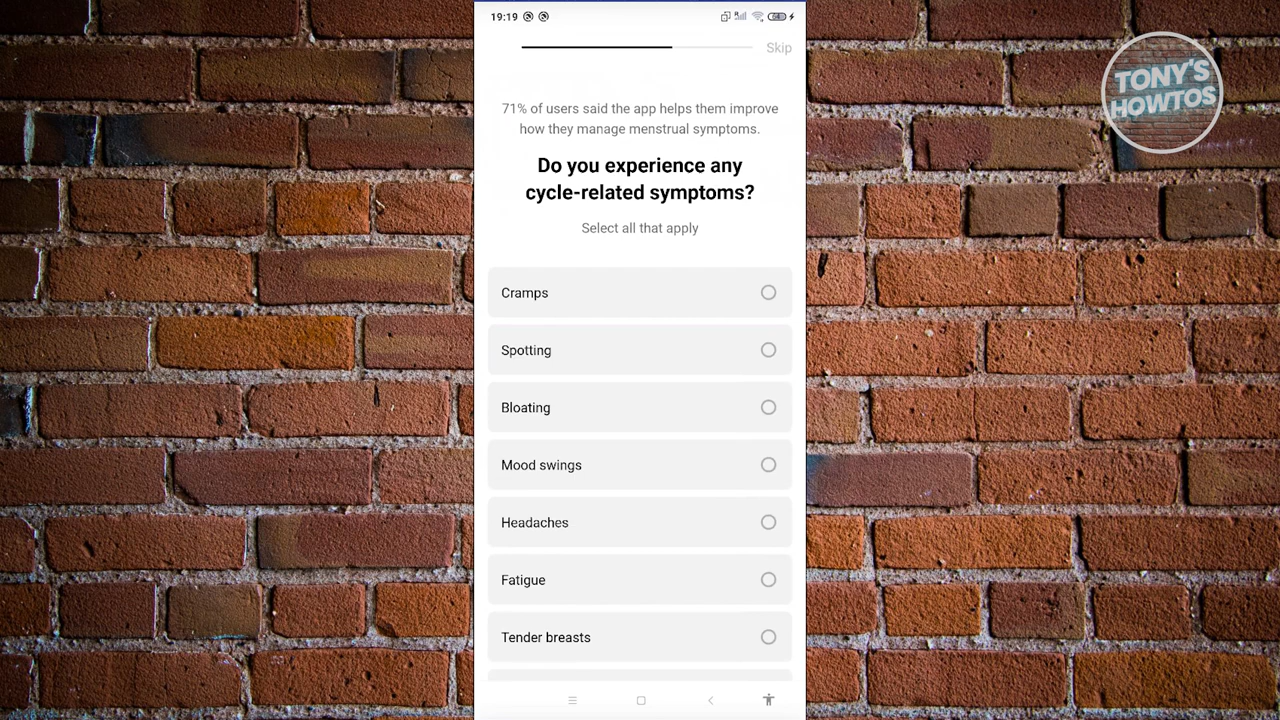 19:19
Skip
71% of users said the app helps them improve
how they manage menstrual symptoms.
Do you experience any
cycle-related symptoms?
Select all that apply
Cramps
Spotting
Bloating
Mood swings
Headaches
Fatigue
Tender breasts
TONY'S
HOWTOS